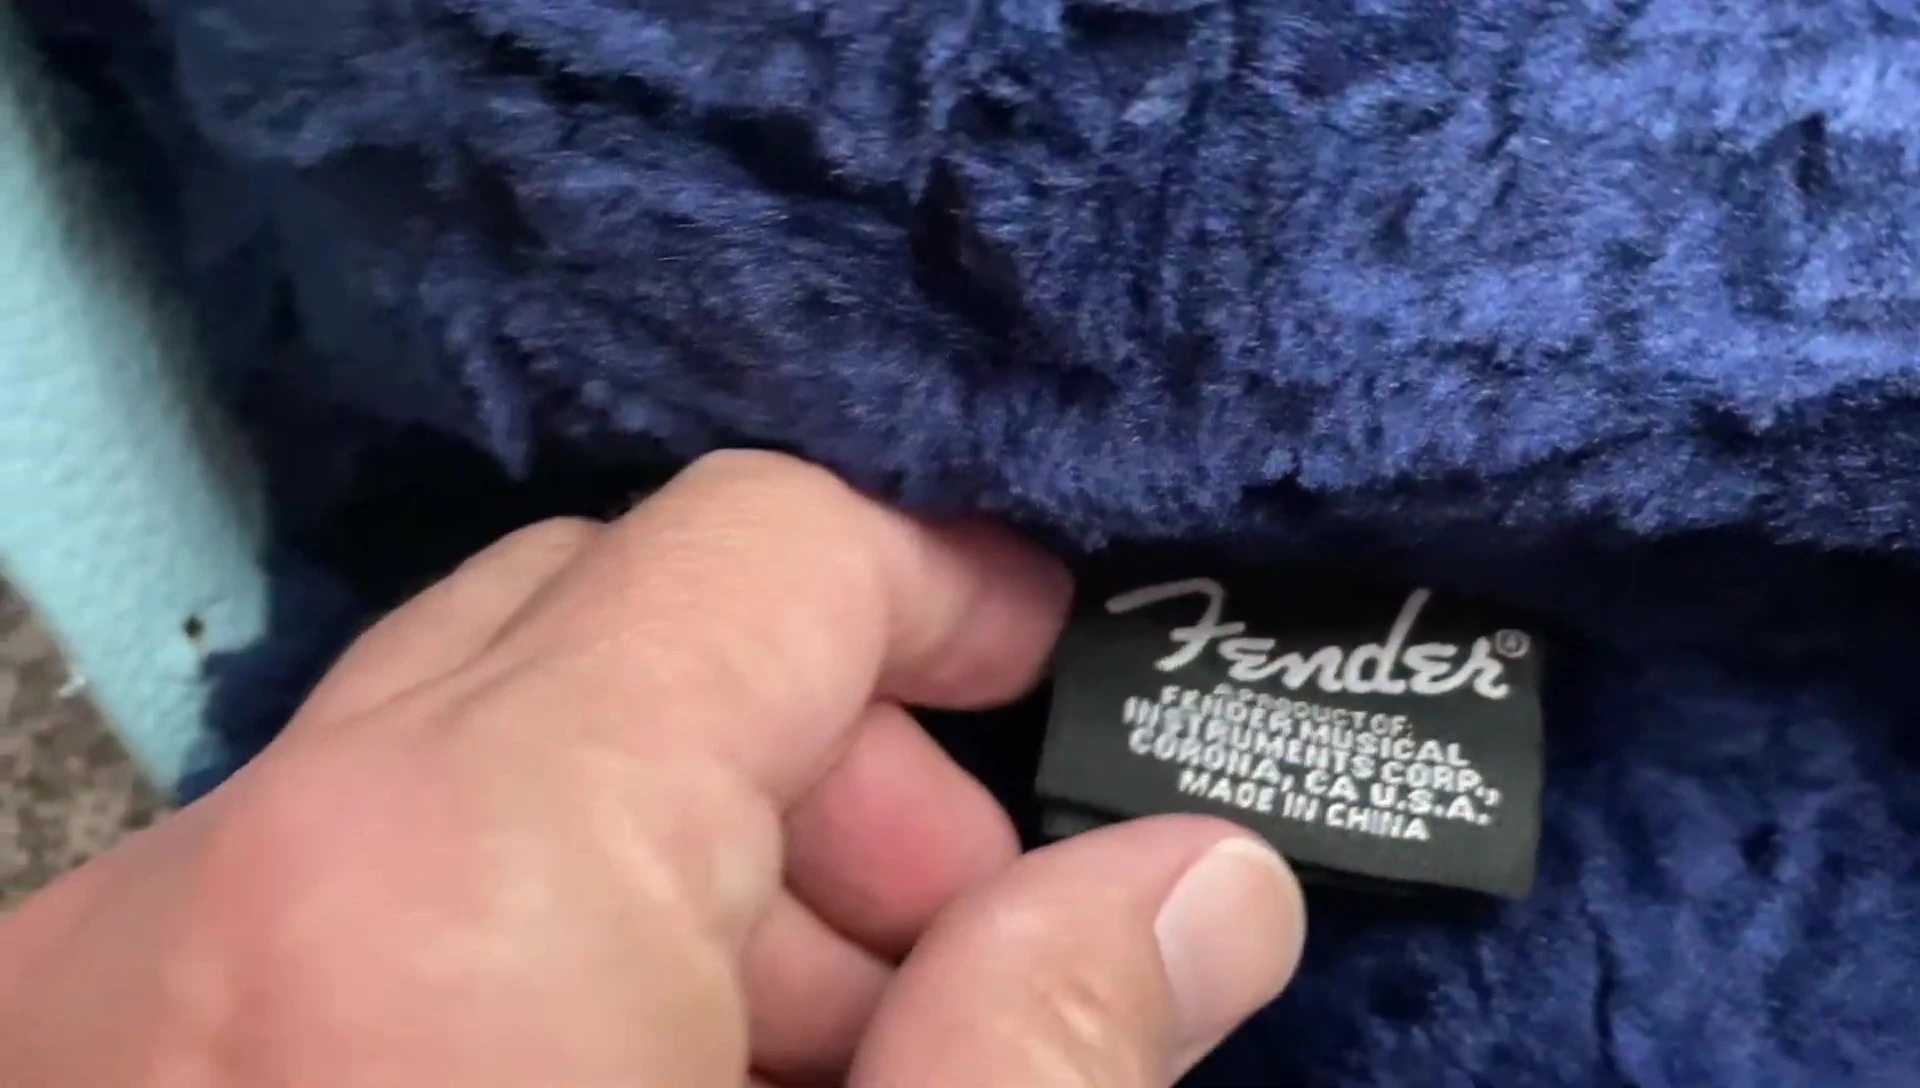 Fender®
A PRODUCT OF:
FENDER MUSICAL
INSTRUMENTS CORP.,
CORONA, CA U.S.A.
MADE IN CHINA